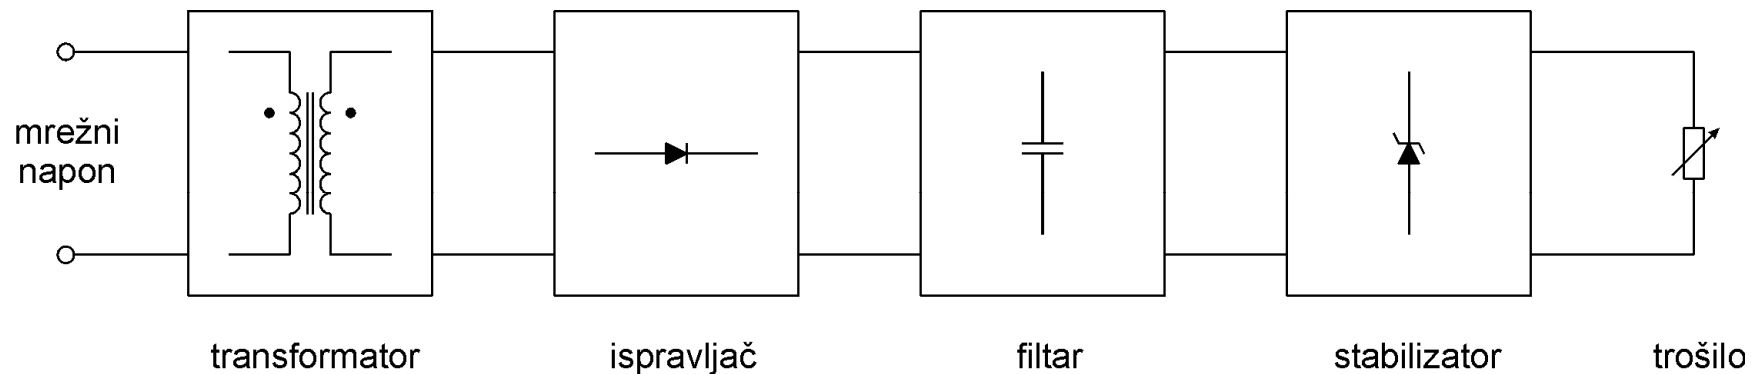 mrežni
napon
transformator
ispravljač
filtar
stabilizator
trošilo